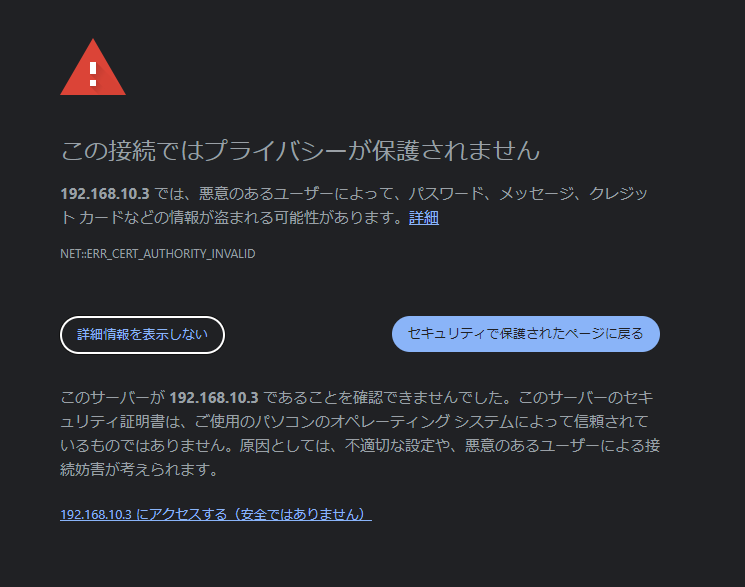 この接続ではプライバシーが保護されません
192.168.10.3 では、悪意のあるユーザーによって、パスワード、メッセージ、クレジッ
ト カードなどの情報が盗まれる可能性があります。詳細
NET::ERR_CERT_AUTHORITY_INVALID
詳細情報を表示しない
セキュリティで保護されたページに戻る
このサーバーが 192.168.10.3 であることを確認できませんでした。このサーバーのセキ
ュリティ証明書は、ご使用のパソコンのオペレーティング システムによって信頼されて
いるものではありません。原因としては、不適切な設定や、悪意のあるユーザーによる接
続妨害が考えられます。
192.168.10.3 にアクセスする（安全ではありません）